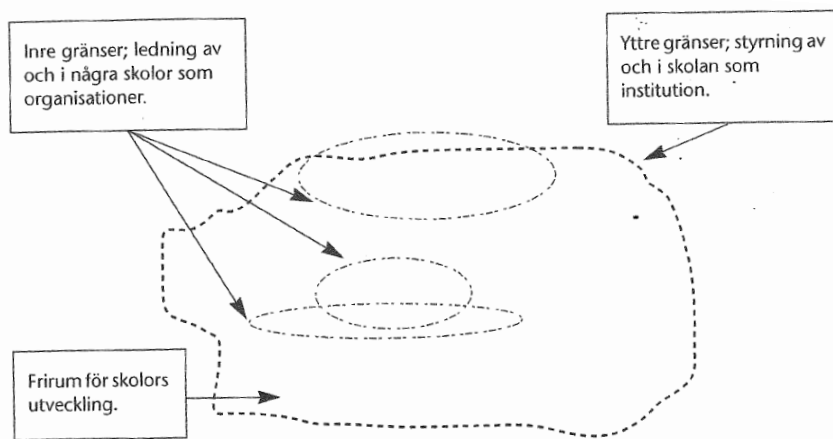 Inre gränser; ledning av
och i några skolor som
organisationer.
Yttre gränser; styrning av
och i skolan som
institution.
Frirum för skolors
utveckling.